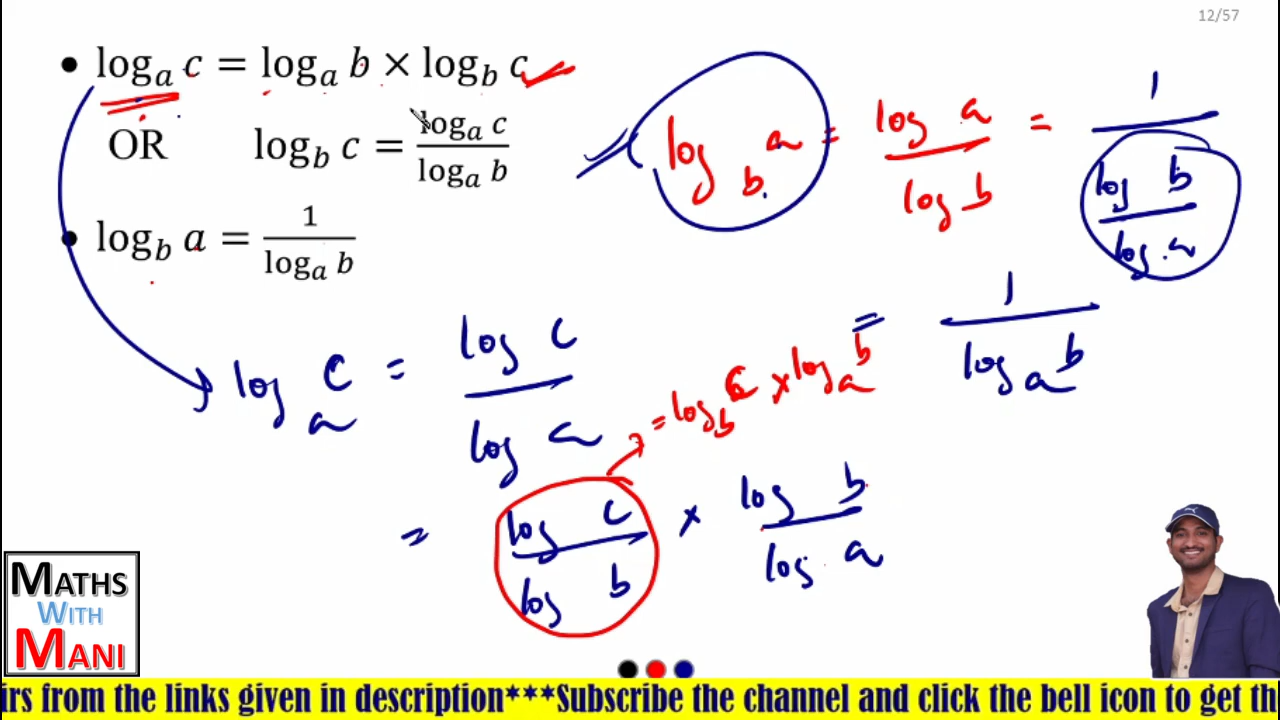 12/57
• logₐ c = logₐ b × log_b c
OR log_b c = logₐ c / logₐ b
• log_b a = 1 / logₐ b
log_b a = log a / log b = 1 / (log b / log a)
= 1 / logₐ b
logₐ c = log c / log a
= log_b c × logₐ b
= log c / log b × log b / log a
MATHS
WITH
MANI
irs from the links given in description***Subscribe the channel and click the bell icon to get th